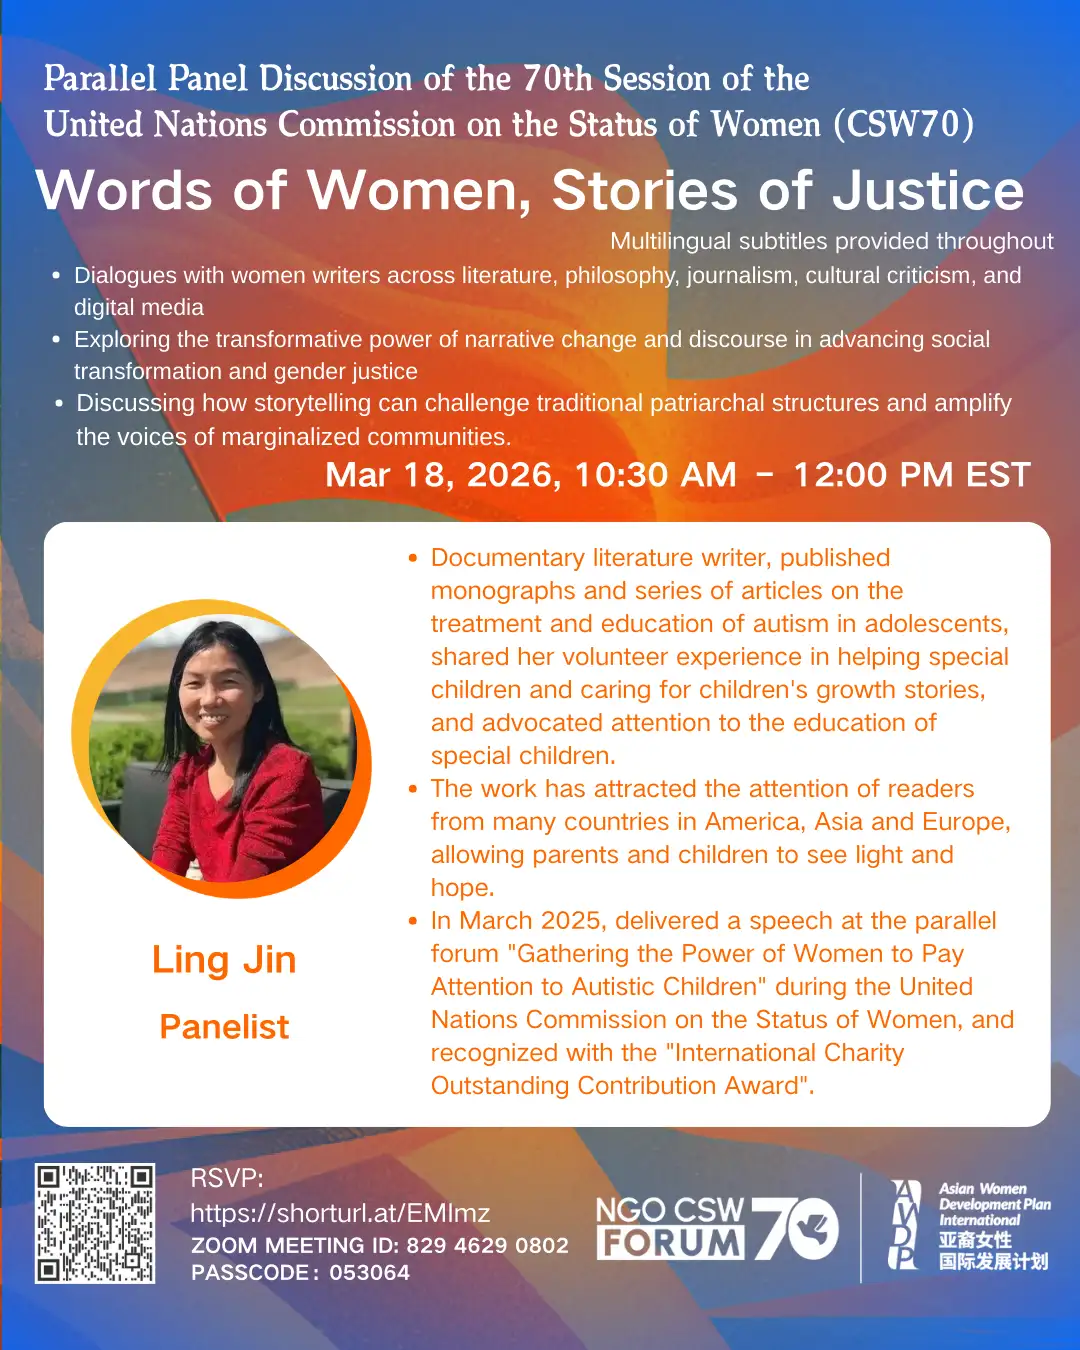 Parallel Panel Discussion of the 70th Session of the
United Nations Commission on the Status of Women (CSW70)
Words of Women, Stories of Justice
Multilingual subtitles provided throughout
• Dialogues with women writers across literature, philosophy, journalism, cultural criticism, and
digital media
• Exploring the transformative power of narrative change and discourse in advancing social
transformation and gender justice
• Discussing how storytelling can challenge traditional patriarchal structures and amplify
the voices of marginalized communities.
Mar 18, 2026, 10:30 AM – 12:00 PM EST
Ling Jin
Panelist
• Documentary literature writer, published
monographs and series of articles on the
treatment and education of autism in adolescents,
shared her volunteer experience in helping special
children and caring for children's growth stories,
and advocated attention to the education of
special children.
• The work has attracted the attention of readers
from many countries in America, Asia and Europe,
allowing parents and children to see light and
hope.
• In March 2025, delivered a speech at the parallel
forum "Gathering the Power of Women to Pay
Attention to Autistic Children" during the United
Nations Commission on the Status of Women, and
recognized with the "International Charity
Outstanding Contribution Award".
RSVP:
https://shorturl.at/EMlmz
ZOOM MEETING ID: 829 4629 0802
PASSCODE: 053064
NGO CSW
FORUM 70
AWDP
Asian Women
Development Plan
International
亚裔女性
国际发展计划